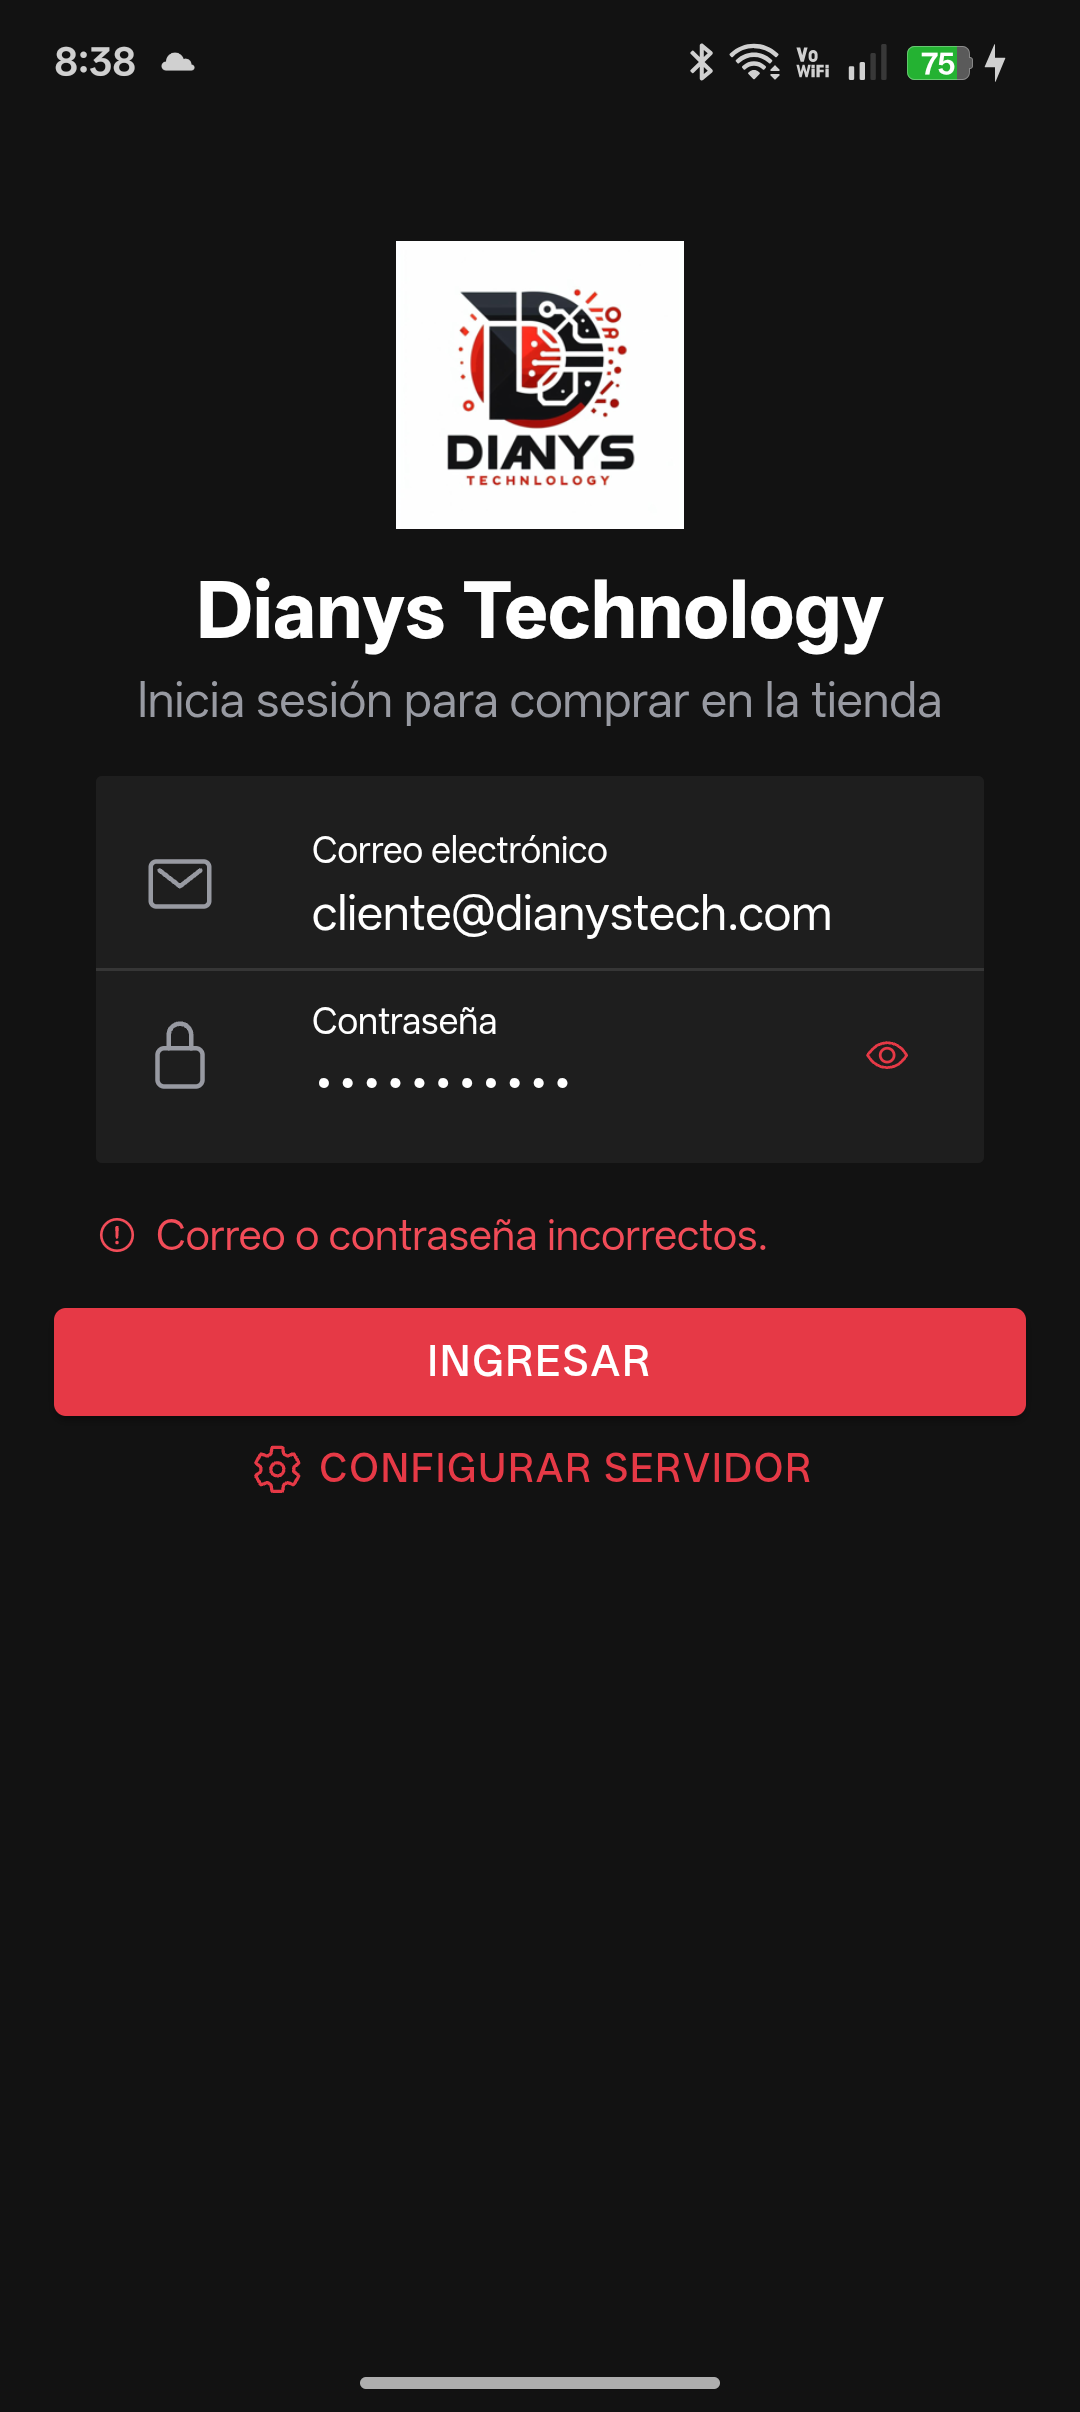 8:38
Vo
WiFi
75
DIANYS
TECHNLOLOGY
Dianys Technology
Inicia sesión para comprar en la tienda
Correo electrónico
cliente@dianystech.com
Contraseña
•••••••••••
Correo o contraseña incorrectos.
INGRESAR
CONFIGURAR SERVIDOR